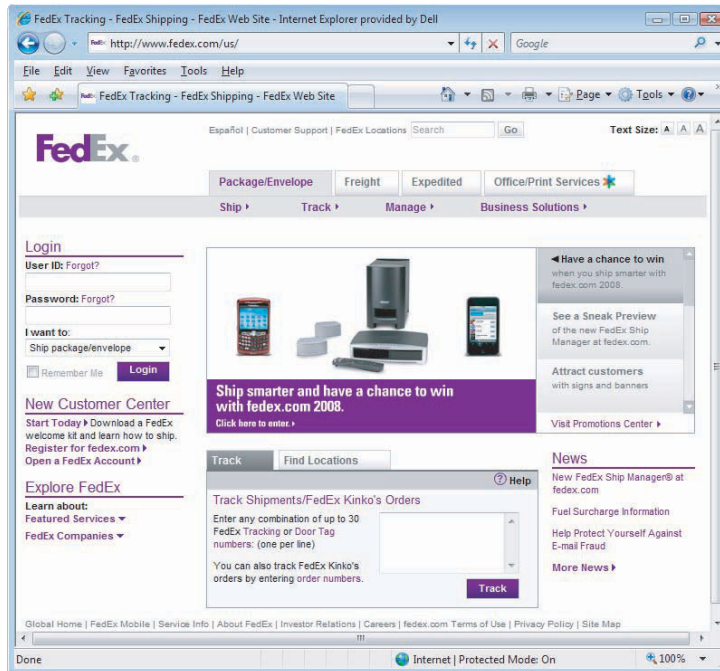 FedEx Tracking - FedEx Shipping - FedEx Web Site - Internet Explorer provided by Dell
FedEx http://www.fedex.com/us/ Google
File Edit View Favorites Tools Help
FedEx FedEx Tracking - FedEx Shipping - FedEx Web Site Page Tools
FedEx®
Español | Customer Support | FedEx Locations Search Go Text Size: A A A
Package/Envelope Freight Expedited Office/Print Services
Ship Track Manage Business Solutions
Login
User ID: Forgot?
Password: Forgot?
I want to:
Ship package/envelope
Remember Me Login
New Customer Center
Start Today Download a FedEx
welcome kit and learn how to ship.
Register for fedex.com
Open a FedEx Account
Explore FedEx
Learn about:
Featured Services
FedEx Companies
Ship smarter and have a chance to win
with fedex.com 2008.
Click here to enter.
Have a chance to win
when you ship smarter with
fedex.com 2008.
See a Sneak Preview
of the new FedEx Ship
Manager at fedex.com.
Attract customers
with signs and banners
Visit Promotions Center
Track Find Locations
? Help
Track Shipments/FedEx Kinko's Orders
Enter any combination of up to 30
FedEx Tracking or Door Tag
numbers: (one per line)
You can also track FedEx Kinko's
orders by entering order numbers.
Track
News
New FedEx Ship Manager® at
fedex.com
Fuel Surcharge Information
Help Protect Yourself Against
E-mail Fraud
More News
Global Home | FedEx Mobile | Service Info | About FedEx | Investor Relations | Careers | fedex.com Terms of Use | Privacy Policy | Site Map
Done Internet | Protected Mode: On 100%